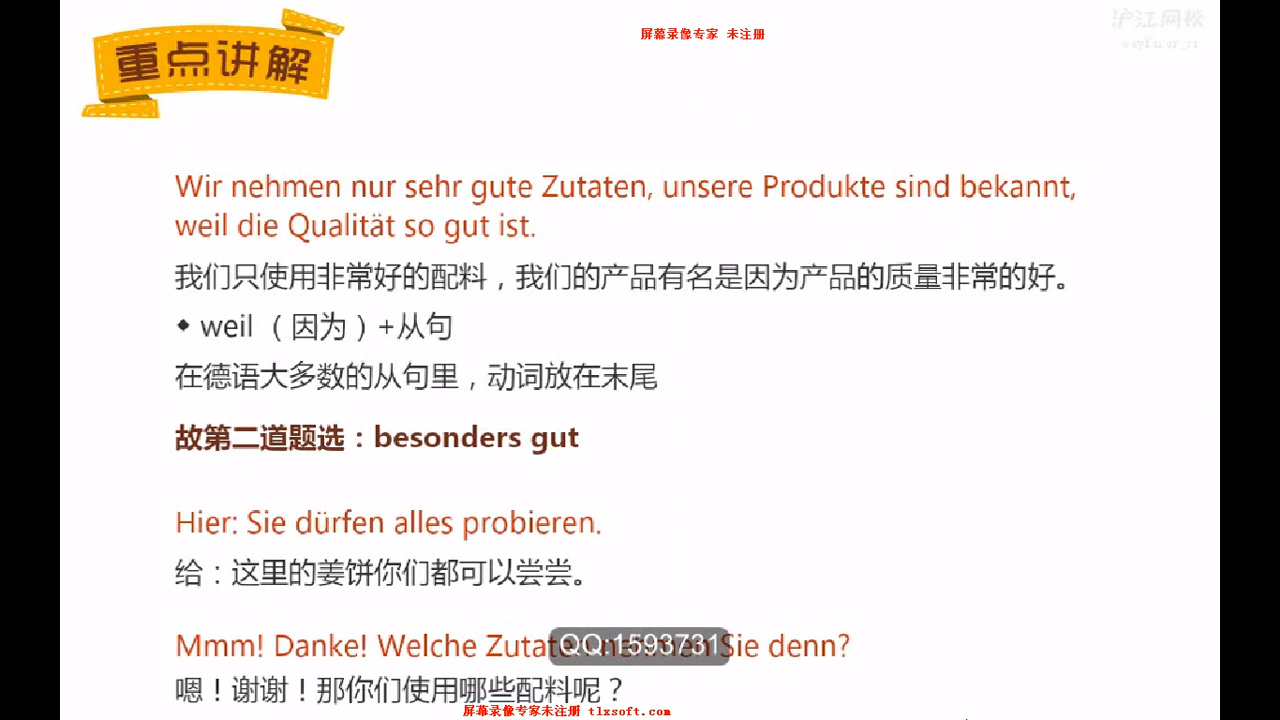 重点讲解
屏幕录像专家 未注册
沪江网校
Wir nehmen nur sehr gute Zutaten, unsere Produkte sind bekannt,
weil die Qualität so gut ist.
我们只使用非常好的配料，我们的产品有名是因为产品的质量非常的好。
◆ weil （因为）+从句
在德语大多数的从句里，动词放在末尾
故第二道题选：besonders gut
Hier: Sie dürfen alles probieren.
给：这里的姜饼你们都可以尝尝。
Mmm! Danke! Welche Sie denn?
QQ:1593731
嗯！谢谢！那你们使用哪些配料呢？
屏幕录像专家未注册 tlxsoft.com